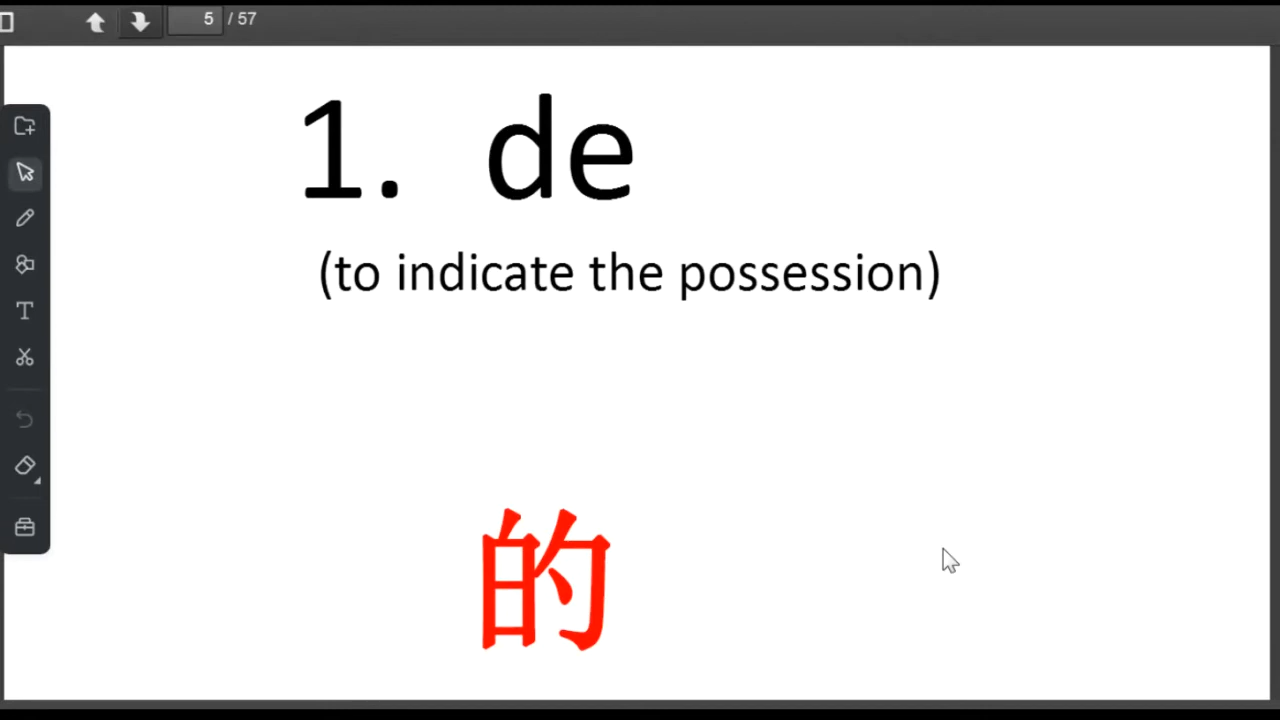 5 / 57
1. de
(to indicate the possession)
的